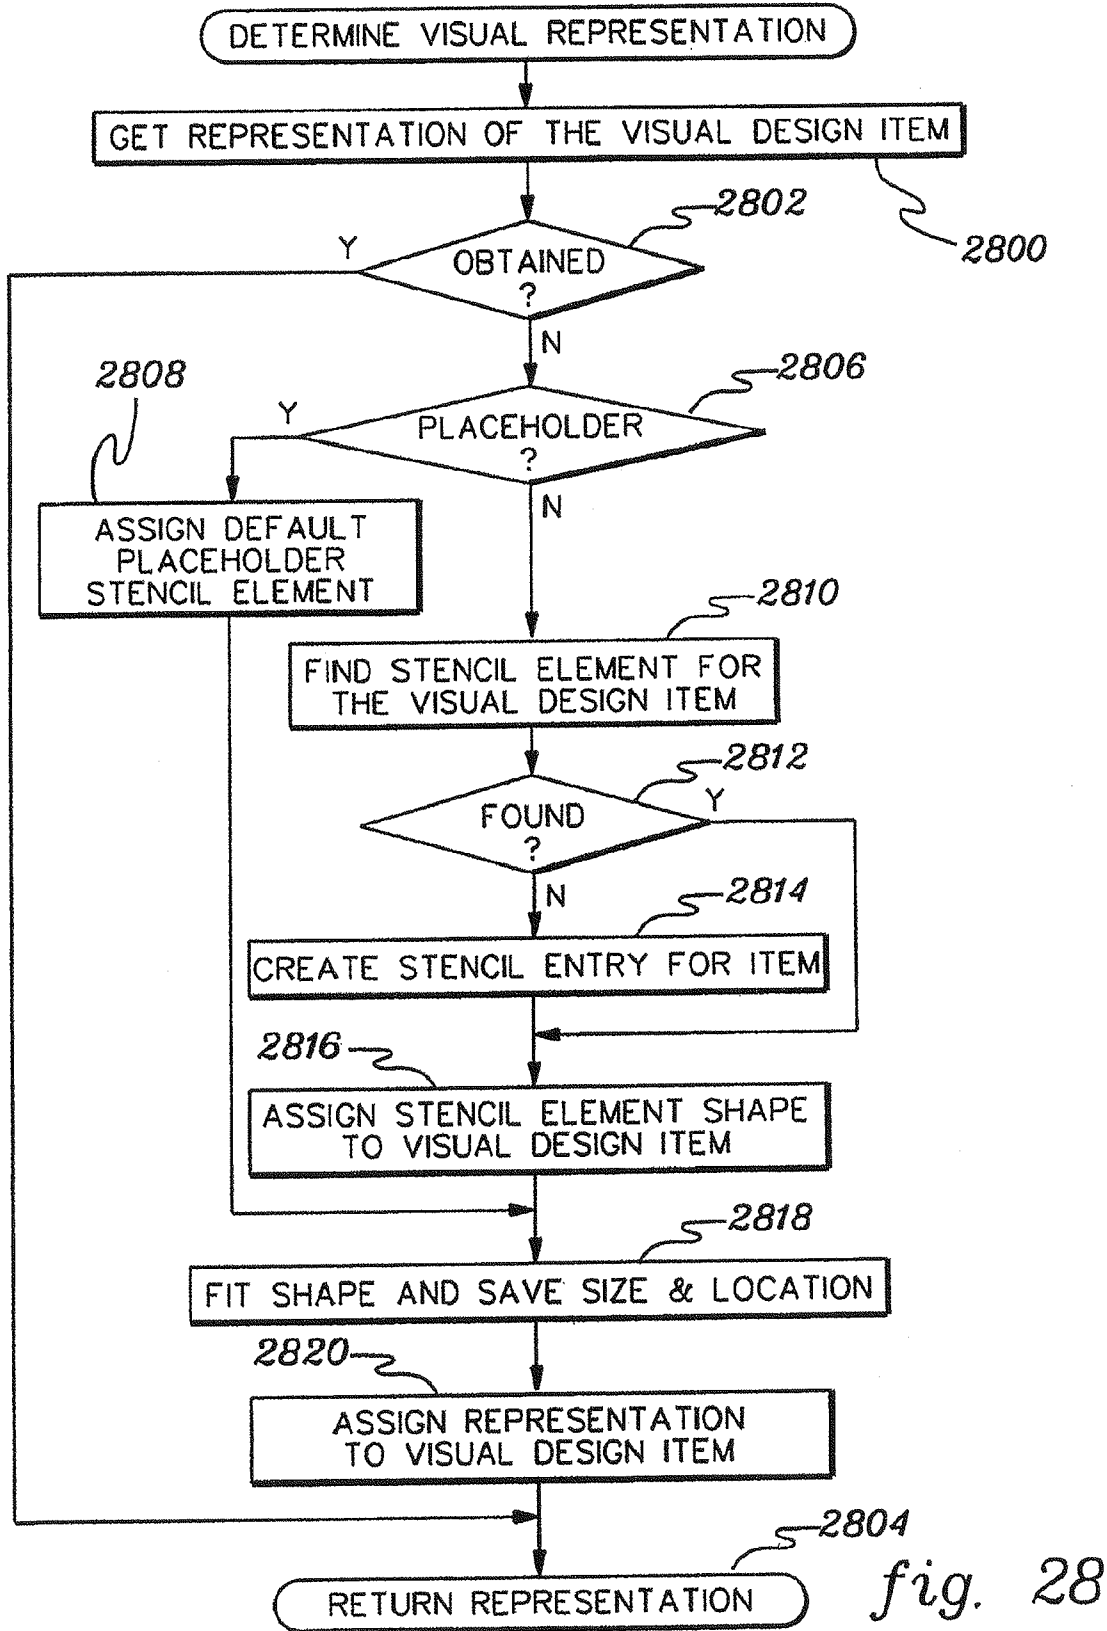 DETERMINE VISUAL REPRESENTATION
GET REPRESENTATION OF THE VISUAL DESIGN ITEM
2800
2802
Y
OBTAINED
?
N
2806
2808
Y
PLACEHOLDER
?
N
ASSIGN DEFAULT
PLACEHOLDER
STENCIL ELEMENT
2810
FIND STENCIL ELEMENT FOR
THE VISUAL DESIGN ITEM
2812
Y
FOUND
?
N
2814
CREATE STENCIL ENTRY FOR ITEM
2816
ASSIGN STENCIL ELEMENT SHAPE
TO VISUAL DESIGN ITEM
2818
FIT SHAPE AND SAVE SIZE & LOCATION
2820
ASSIGN REPRESENTATION
TO VISUAL DESIGN ITEM
2804
RETURN REPRESENTATION
fig. 28